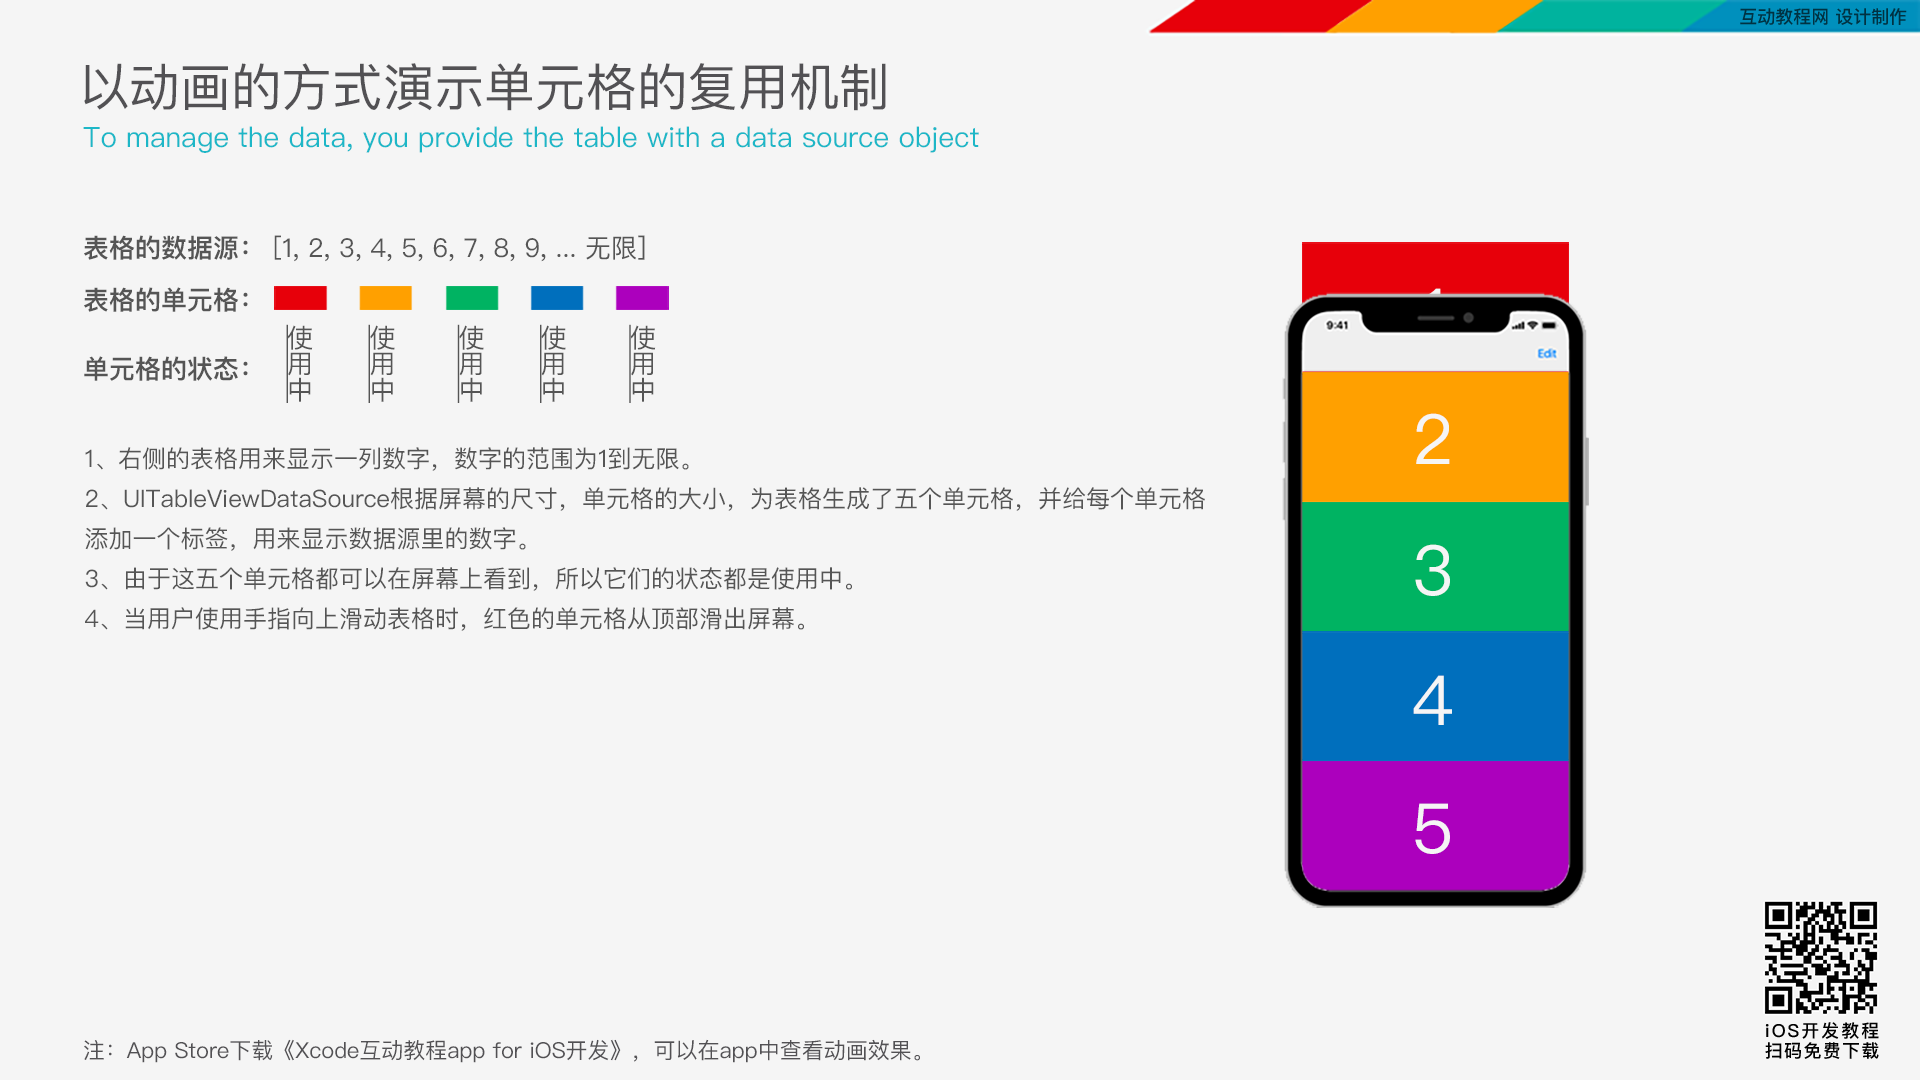 互动教程网 设计制作
以动画的方式演示单元格的复用机制
To manage the data, you provide the table with a data source object
表格的数据源： [1, 2, 3, 4, 5, 6, 7, 8, 9, ... 无限]
表格的单元格：
单元格的状态： 使用中 使用中 使用中 使用中 使用中
1、右侧的表格用来显示一列数字，数字的范围为1到无限。
2、UITableViewDataSource根据屏幕的尺寸，单元格的大小，为表格生成了五个单元格，并给每个单元格
添加一个标签，用来显示数据源里的数字。
3、由于这五个单元格都可以在屏幕上看到，所以它们的状态都是使用中。
4、当用户使用手指向上滑动表格时，红色的单元格从顶部滑出屏幕。
9:41
Edit
2
3
4
5
iOS开发教程
扫码免费下载
注：App Store下载《Xcode互动教程app for iOS开发》，可以在app中查看动画效果。